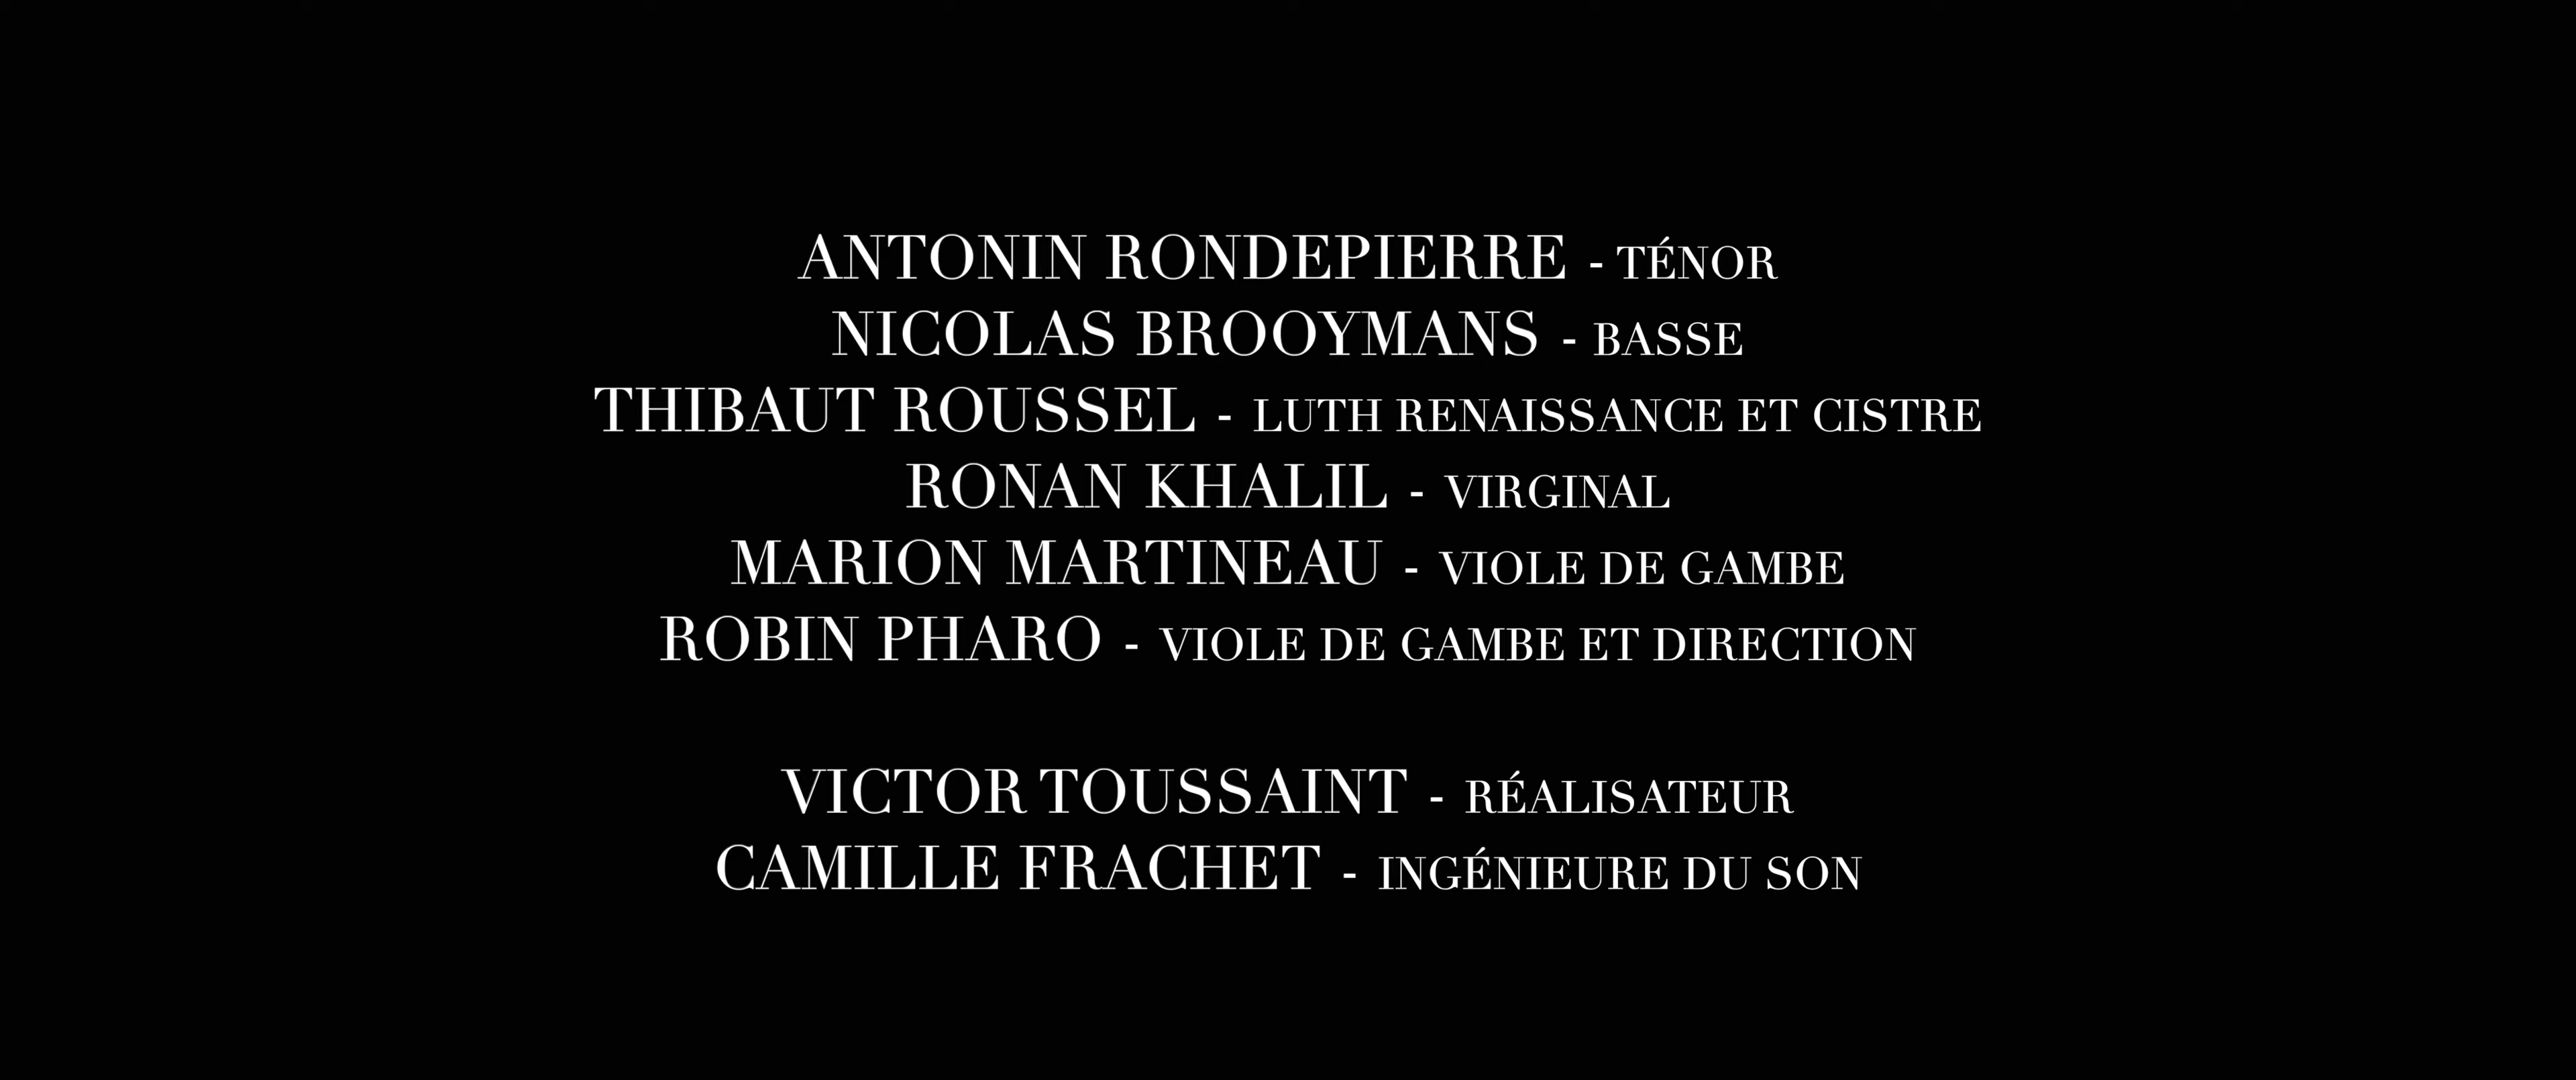 ANTONIN RONDEPIERRE - TÉNOR
NICOLAS BROOYMANS - BASSE
THIBAUT ROUSSEL - LUTH RENAISSANCE ET CISTRE
RONAN KHALIL - VIRGINAL
MARION MARTINEAU - VIOLE DE GAMBE
ROBIN PHARO - VIOLE DE GAMBE ET DIRECTION
VICTOR TOUSSAINT - RÉALISATEUR
CAMILLE FRACHET - INGÉNIEURE DU SON